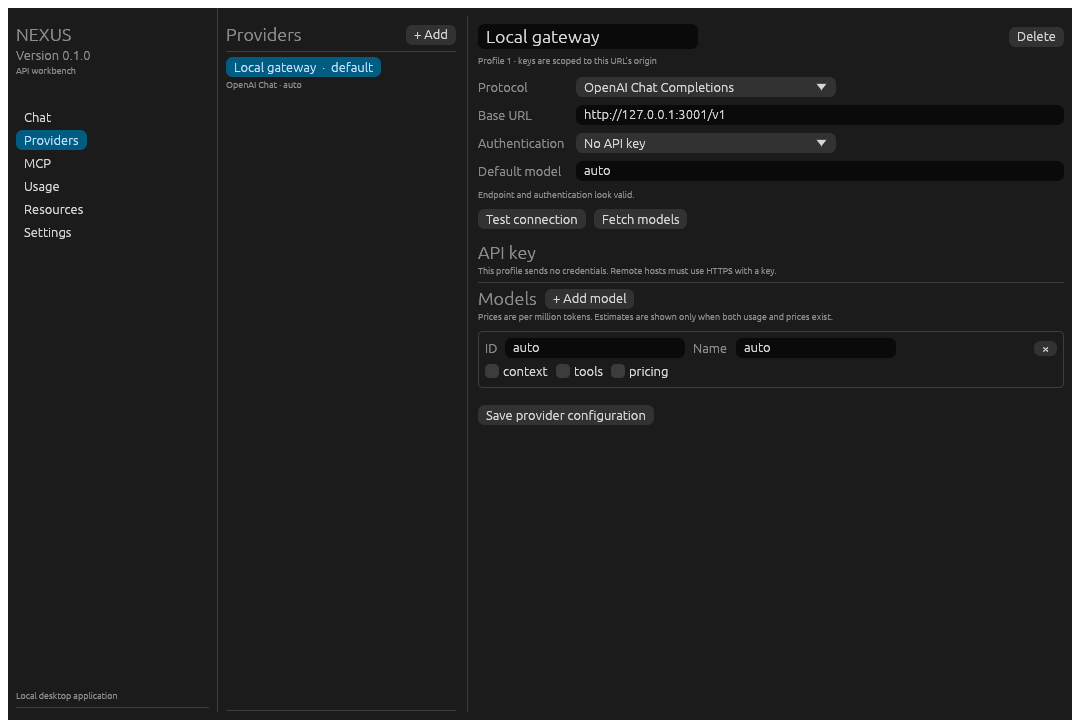 NEXUS
Version 0.1.0
API workbench
Chat
Providers
MCP
Usage
Resources
Settings
Local desktop application
Providers
+ Add
Local gateway · default
OpenAI Chat · auto
Local gateway
Delete
Profile 1 · keys are scoped to this URL's origin
Protocol OpenAI Chat Completions
Base URL http://127.0.0.1:3001/v1
Authentication No API key
Default model auto
Endpoint and authentication look valid.
Test connection Fetch models
API key
This profile sends no credentials. Remote hosts must use HTTPS with a key.
Models + Add model
Prices are per million tokens. Estimates are shown only when both usage and prices exist.
ID auto Name auto ×
context tools pricing
Save provider configuration